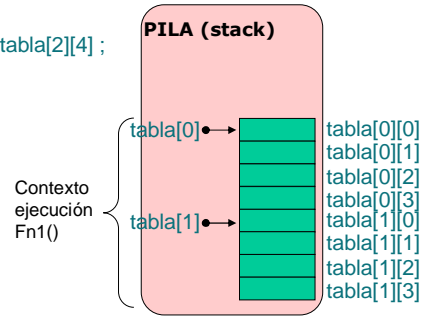 PILA (stack)
tabla[2][4] ;
tabla[0]
tabla[0][0]
tabla[0][1]
tabla[0][2]
tabla[0][3]
Contexto
ejecución
Fn1()
tabla[1]
tabla[1][0]
tabla[1][1]
tabla[1][2]
tabla[1][3]